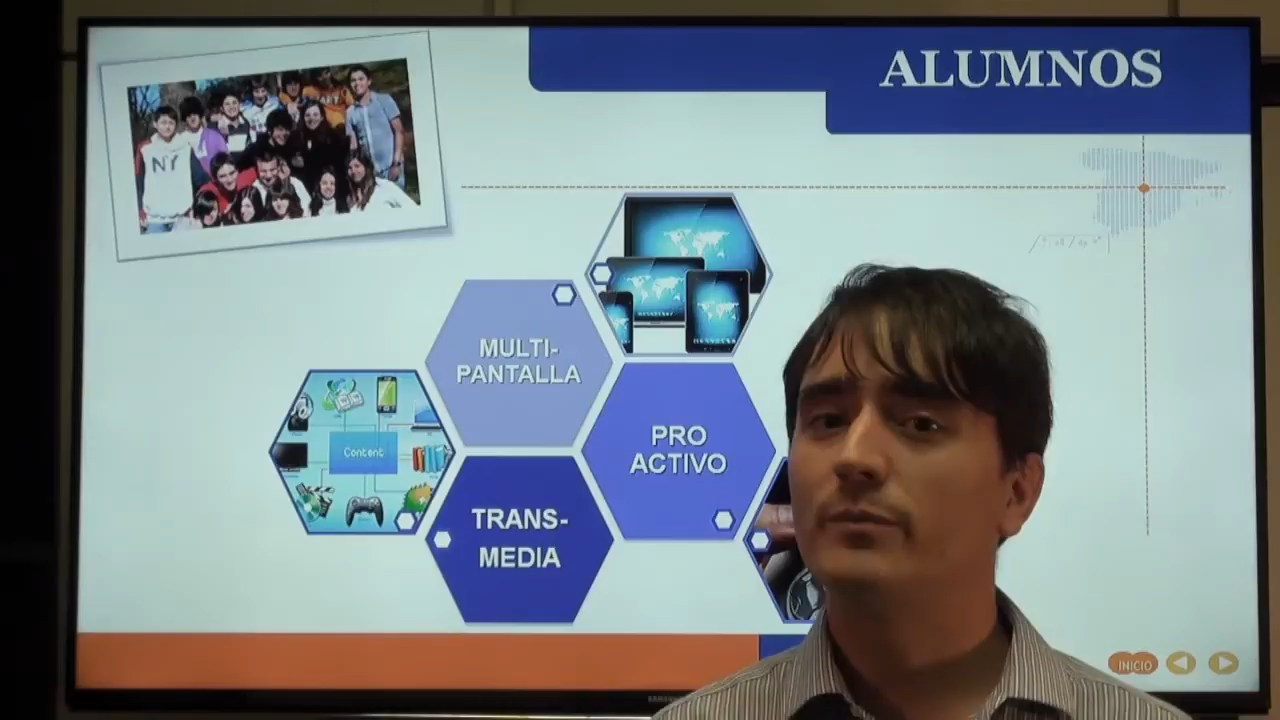 ALUMNOS
NY
MULTI-
PANTALLA
PRO
ACTIVO
Content
TRANS-
MEDIA
INICIO